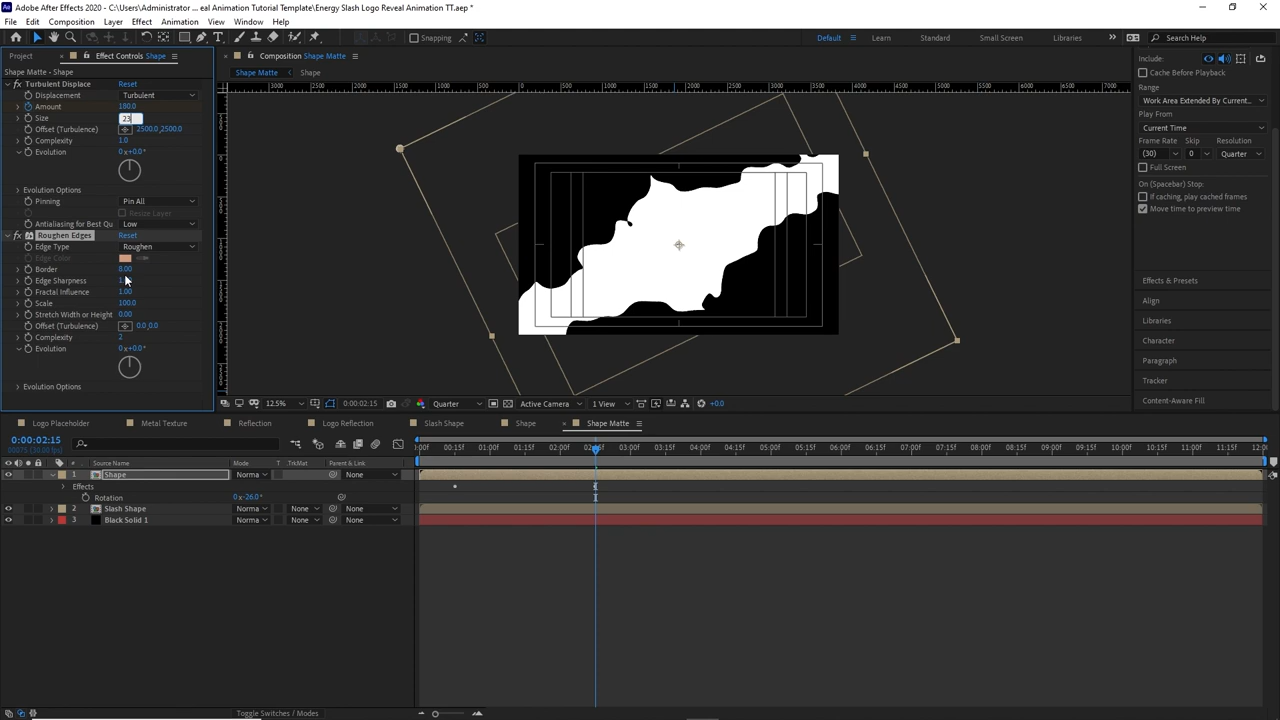 Adobe After Effects 2020 - C:\Users\Administrator ... eal Animation Tutorial Template\Energy Slash Logo Reveal Animation TT.aep *
File Edit Composition Layer Effect Animation View Window Help
Snapping
Default Learn Standard Small Screen Libraries Search Help
Project Effect Controls Shape
Shape Matte • Shape
Turbulent Displace Reset
Displacement Turbulent
Amount 180.0
Size 23
Offset (Turbulence) 2500.0,2500.0
Complexity 1.0
Evolution 0x+0.0°
Evolution Options
Pinning Pin All
Resize Layer
Antialiasing for Best Qu Low
Roughen Edges Reset
Edge Type Roughen
Edge Color
Border 8.00
Edge Sharpness
Fractal Influence 1.00
Scale 100.0
Stretch Width or Height 0.00
Offset (Turbulence) 0.0,0.0
Complexity 2
Evolution 0x+0.0°
Evolution Options
Composition Shape Matte
Shape Matte Shape
12.5% 0:00:02:15 Quarter Active Camera 1 View +0.0
Include:
Cache Before Playback
Range
Work Area Extended By Current...
Play From
Current Time
Frame Rate Skip Resolution
(30) 0 Quarter
Full Screen
On (Spacebar) Stop:
If caching, play cached frames
Move time to preview time
Effects & Presets
Align
Libraries
Character
Paragraph
Tracker
Content-Aware Fill
Logo Placeholder Metal Texture Reflection Logo Reflection Slash Shape Shape Shape Matte
0:00:02:15
# Source Name Mode T .TrkMat Parent & Link
1 Shape Norma None
Effects
Rotation 0x-26.0°
2 Slash Shape Norma None None
3 Black Solid 1 Norma None None
Toggle Switches / Modes